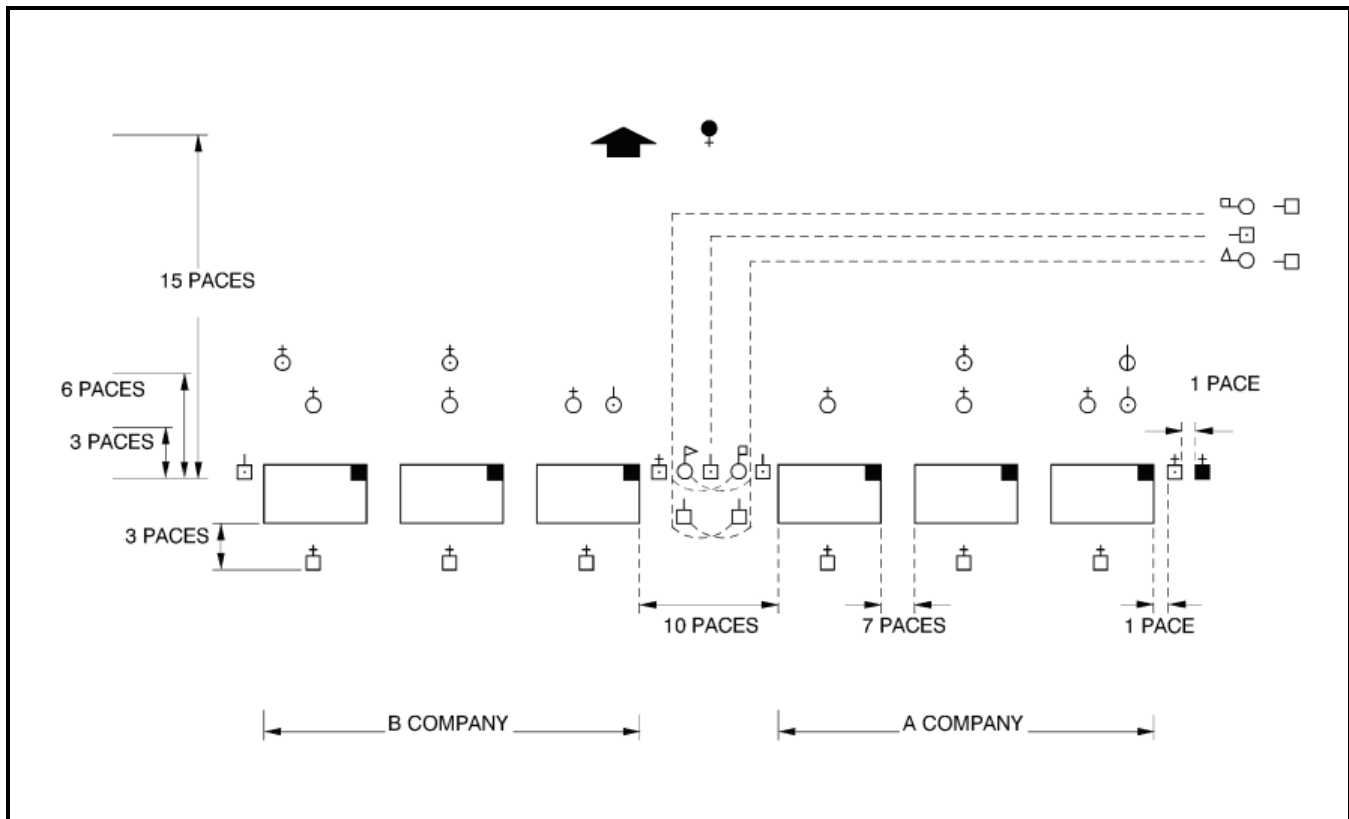 15 PACES
6 PACES
1 PACE
3 PACES
3 PACES
10 PACES
7 PACES
1 PACE
B COMPANY
A COMPANY